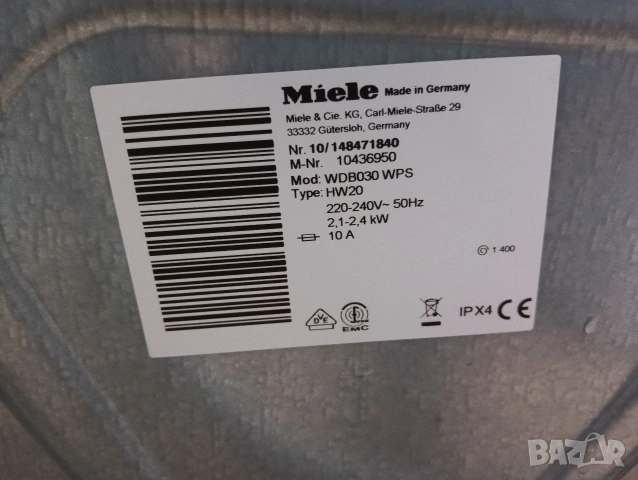 Miele Made in Germany
Miele & Cie. KG, Carl-Miele-Straße 29
33332 Gütersloh, Germany
Nr. 10/148471840
M-Nr. 10436950
Mod: WDB030 WPS
Type: HW20
220-240V~ 50Hz
2,1-2,4 kW
10 A
1.400
VDE
EMC
IPX4 CE
BAZAR